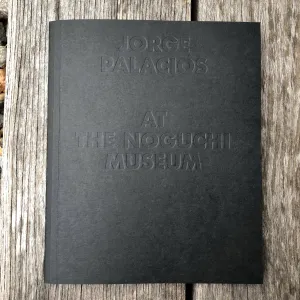 JORGE
PALACIOS
AT
THE NOGUCHI
MUSEUM